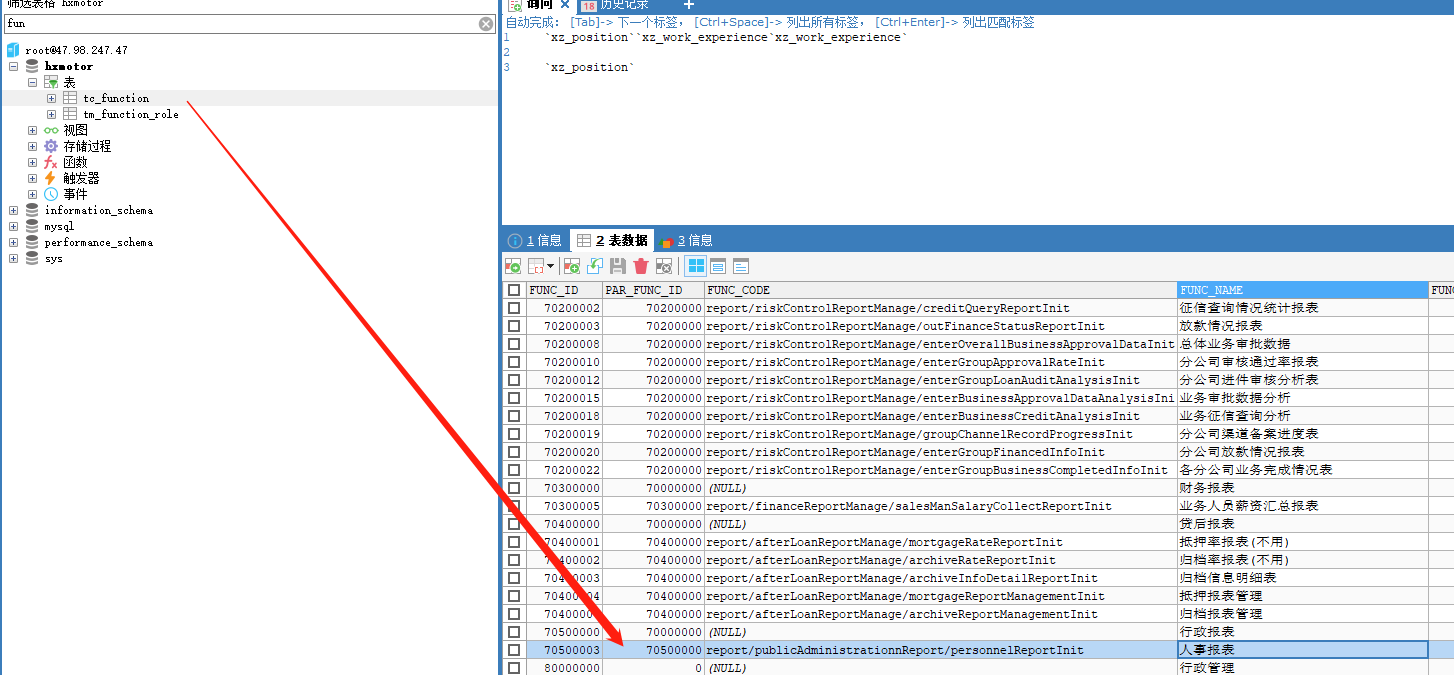 筛选表格 hxmotor
fun
root@47.98.247.47
hxmotor
表
tc_function
tm_function_role
视图
存储过程
函数
触发器
事件
information_schema
mysql
performance_schema
sys
询问
18 历史记录
自动完成: [Tab]-> 下一个标签, [Ctrl+Space]-> 列出所有标签, [Ctrl+Enter]-> 列出匹配标签
1 `xz_position``xz_work_experience`xz_work_experience`
2
3 `xz_position`
1 信息 2 表数据 3 信息
FUNC_ID PAR_FUNC_ID FUNC_CODE FUNC_NAME FUNC
70200002 70200000 report/riskControlReportManage/creditQueryReportInit 征信查询情况统计报表
70200003 70200000 report/riskControlReportManage/outFinanceStatusReportInit 放款情况报表
70200008 70200000 report/riskControlReportManage/enterOverallBusinessApprovalDataInit 总体业务审批数据
70200010 70200000 report/riskControlReportManage/enterGroupApprovalRateInit 分公司审核通过率报表
70200012 70200000 report/riskControlReportManage/enterGroupLoanAuditAnalysisInit 分公司进件审核分析表
70200015 70200000 report/riskControlReportManage/enterBusinessApprovalDataAnalysisIni 业务审批数据分析
70200018 70200000 report/riskControlReportManage/enterBusinessCreditAnalysisInit 业务征信查询分析
70200019 70200000 report/riskControlReportManage/groupChannelRecordProgressInit 分公司渠道备案进度表
70200020 70200000 report/riskControlReportManage/enterGroupFinancedInfoInit 分公司放款情况报表
70200022 70200000 report/riskControlReportManage/enterGroupBusinessCompletedInfoInit 各分公司业务完成情况表
70300000 70000000 (NULL) 财务报表
70300005 70300000 report/financeReportManage/salesManSalaryCollectReportInit 业务人员薪资汇总报表
70400000 70000000 (NULL) 贷后报表
70400001 70400000 report/afterLoanReportManage/mortgageRateReportInit 抵押率报表(不用)
70400002 70400000 report/afterLoanReportManage/archiveRateReportInit 归档率报表(不用)
70400003 70400000 report/afterLoanReportManage/archiveInfoDetailReportInit 归档信息明细表
70400004 70400000 report/afterLoanReportManage/mortgageReportManagementInit 抵押报表管理
70400 70400000 report/afterLoanReportManage/archiveReportManagementInit 归档报表管理
70500000 70000000 (NULL) 行政报表
70500003 70500000 report/publicAdministrationnReport/personnelReportInit 人事报表
80000000 0 (NULL) 行政管理